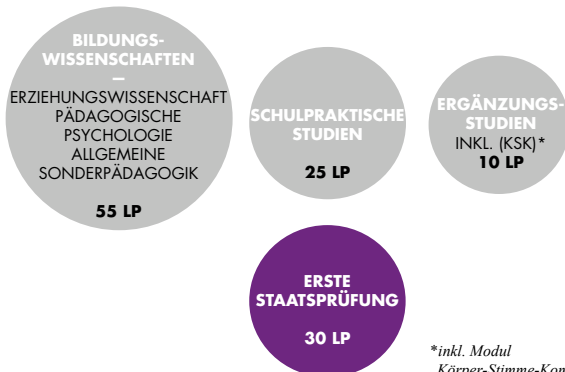 BILDUNGS-
WISSENSCHAFTEN
–
ERZIEHUNGSWISSENSCHAFT
PÄDAGOGISCHE
PSYCHOLOGIE
ALLGEMEINE
SONDERPÄDAGOGIK
55 LP
SCHULPRAKTISCHE
STUDIEN
25 LP
ERGÄNZUNGS-
STUDIEN
INKL. (KSK)*
10 LP
ERSTE
STAATSPRÜFUNG
30 LP
*inkl. Modul